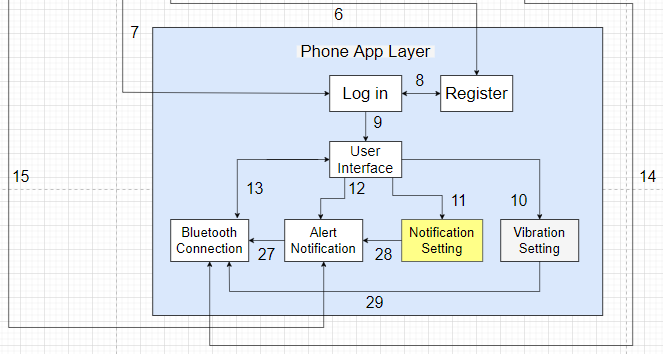 6
7
Phone App Layer
Log in
8
Register
9
User
Interface
15
13
12
11
10
14
Bluetooth
Connection
27
Alert
Notification
28
Notification
Setting
Vibration
Setting
29